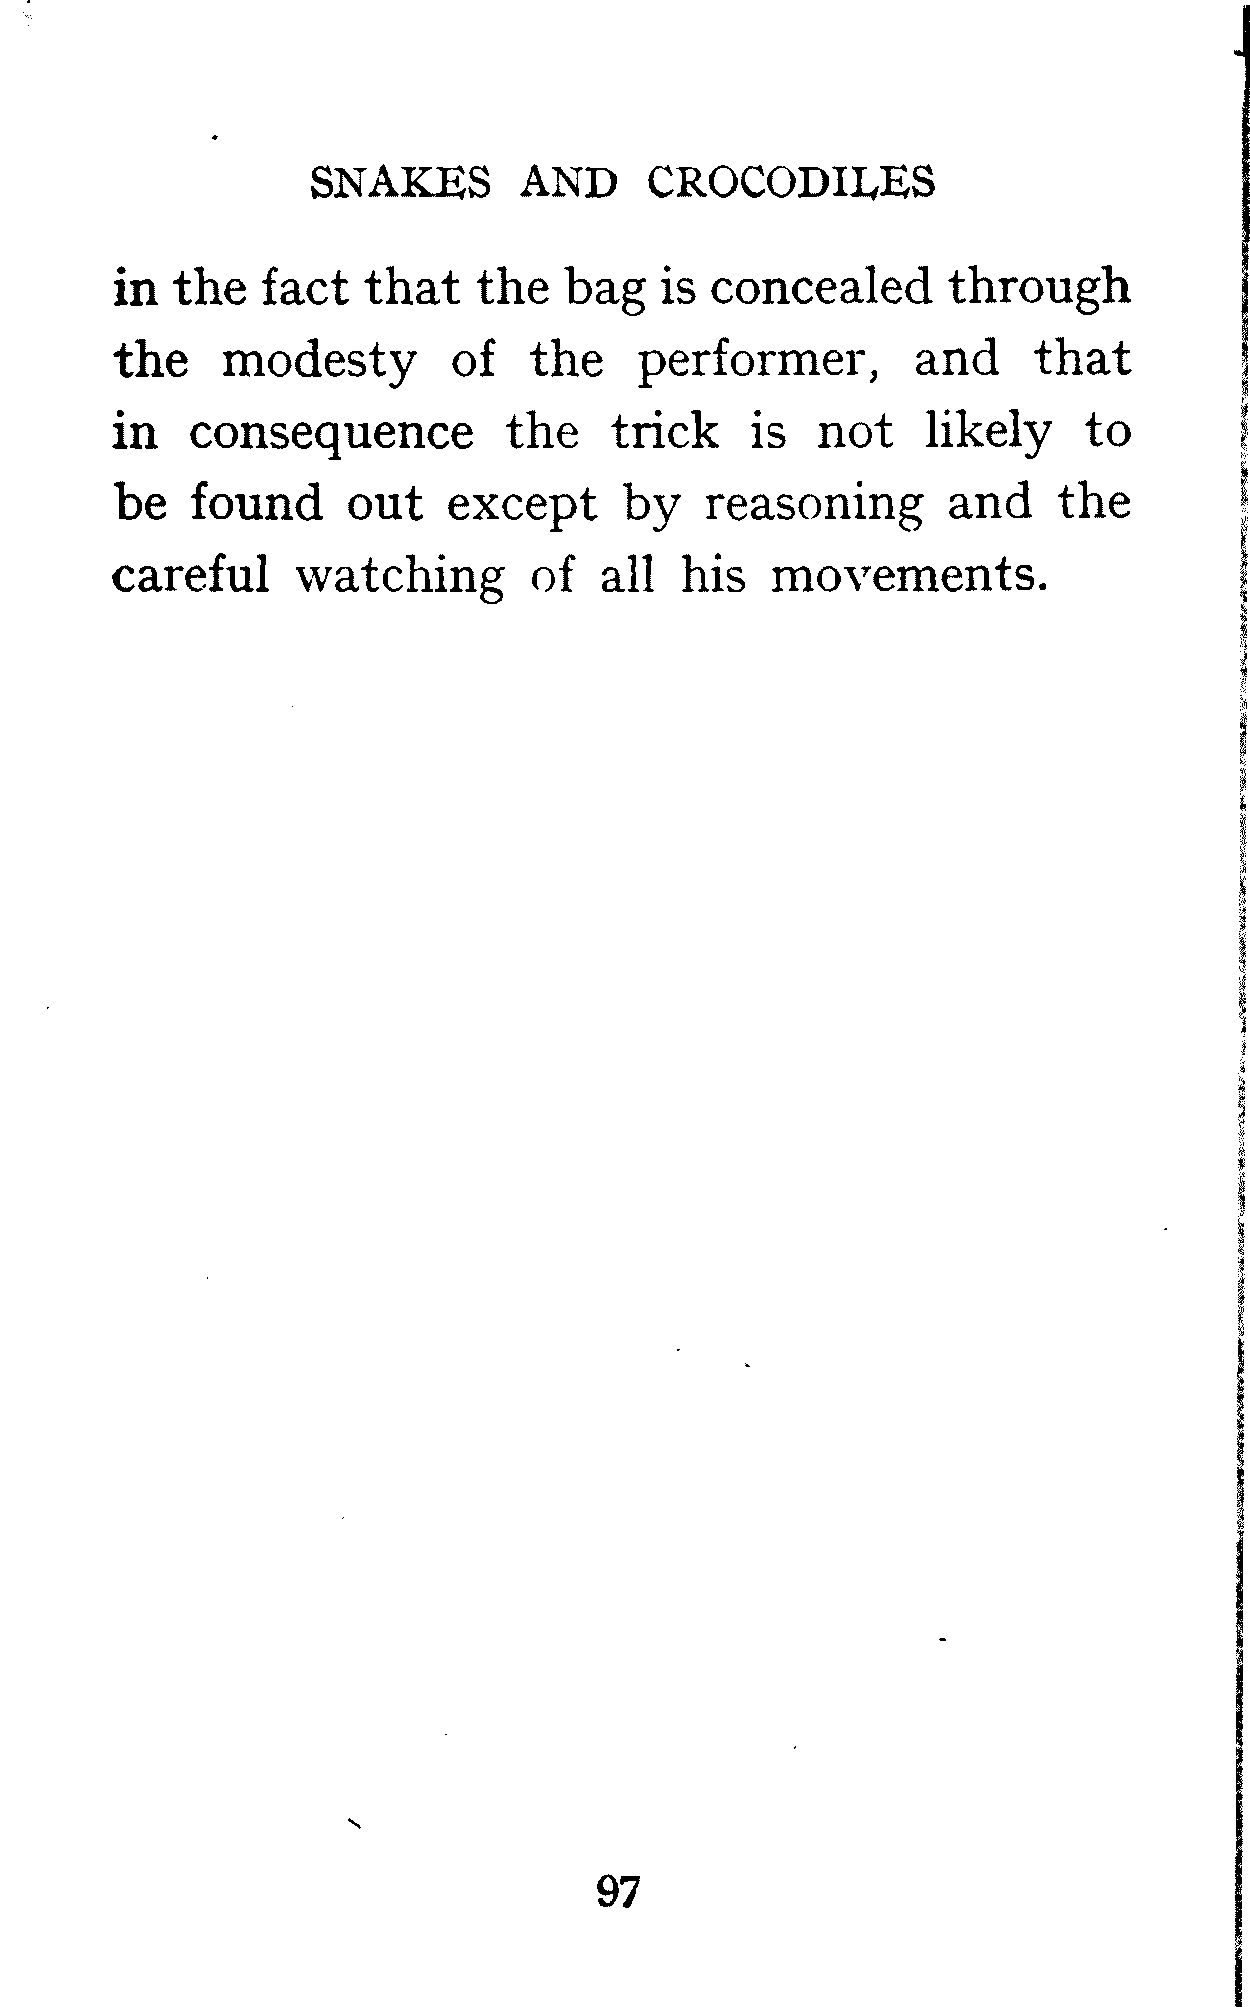 SNAKES AND CROCODILES
in the fact that the bag is concealed through
the modesty of the performer, and that
in consequence the trick is not likely to
be found out except by reasoning and the
careful watching of all his movements.
97